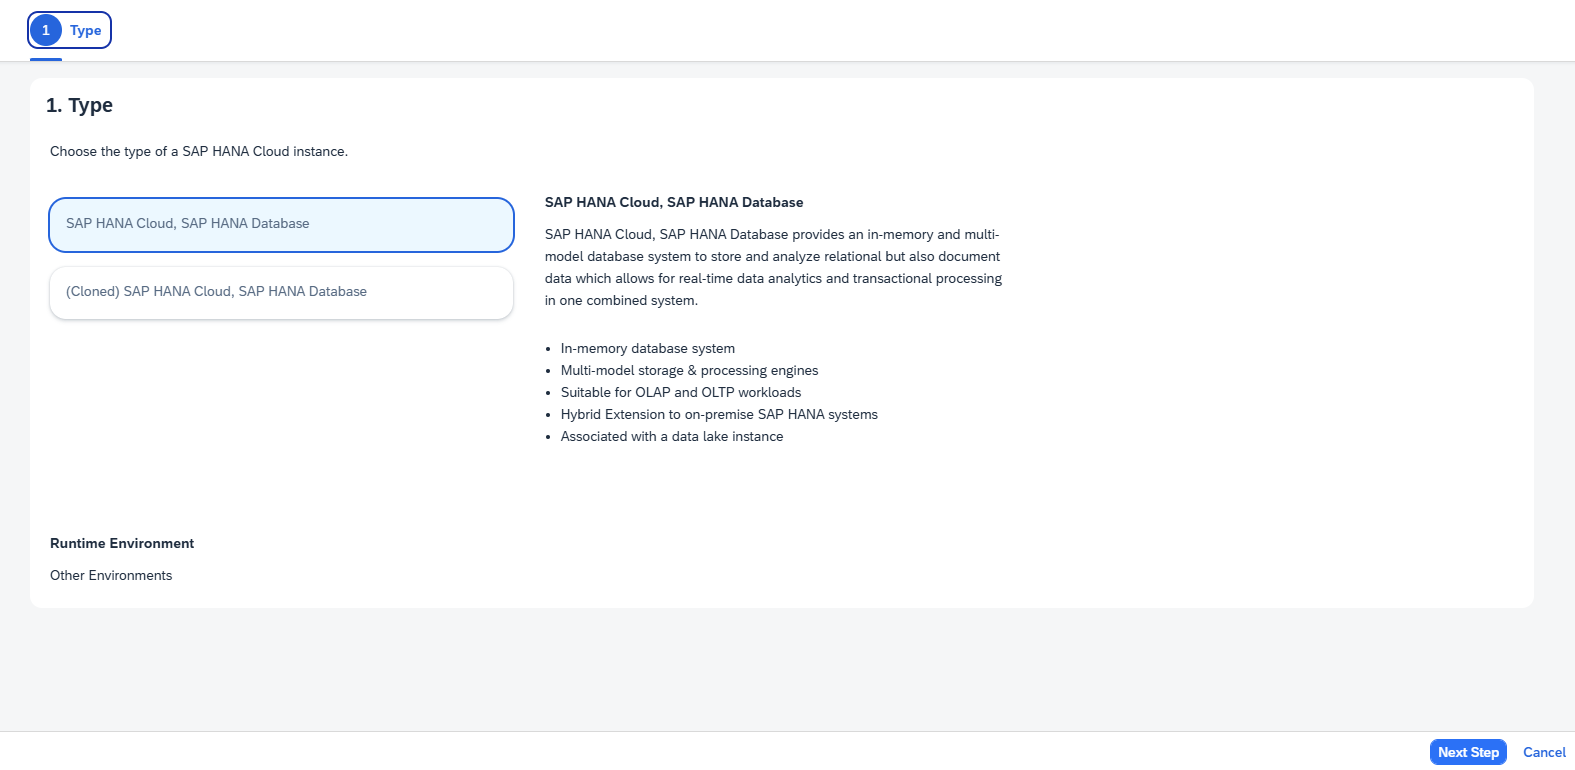 1 Type
1. Type
Choose the type of a SAP HANA Cloud instance.
SAP HANA Cloud, SAP HANA Database
(Cloned) SAP HANA Cloud, SAP HANA Database
SAP HANA Cloud, SAP HANA Database
SAP HANA Cloud, SAP HANA Database provides an in-memory and multi-
model database system to store and analyze relational but also document
data which allows for real-time data analytics and transactional processing
in one combined system.
• In-memory database system
• Multi-model storage & processing engines
• Suitable for OLAP and OLTP workloads
• Hybrid Extension to on-premise SAP HANA systems
• Associated with a data lake instance
Runtime Environment
Other Environments
Next Step Cancel